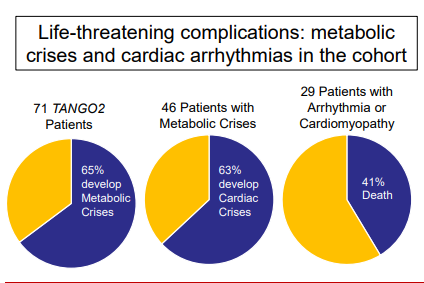 Life-threatening complications: metabolic
crises and cardiac arrhythmias in the cohort
71 TANGO2
Patients
46 Patients with
Metabolic Crises
29 Patients with
Arrhythmia or
Cardiomyopathy
65%
develop
Metabolic
Crises
63%
develop
Cardiac
Crises
41%
Death